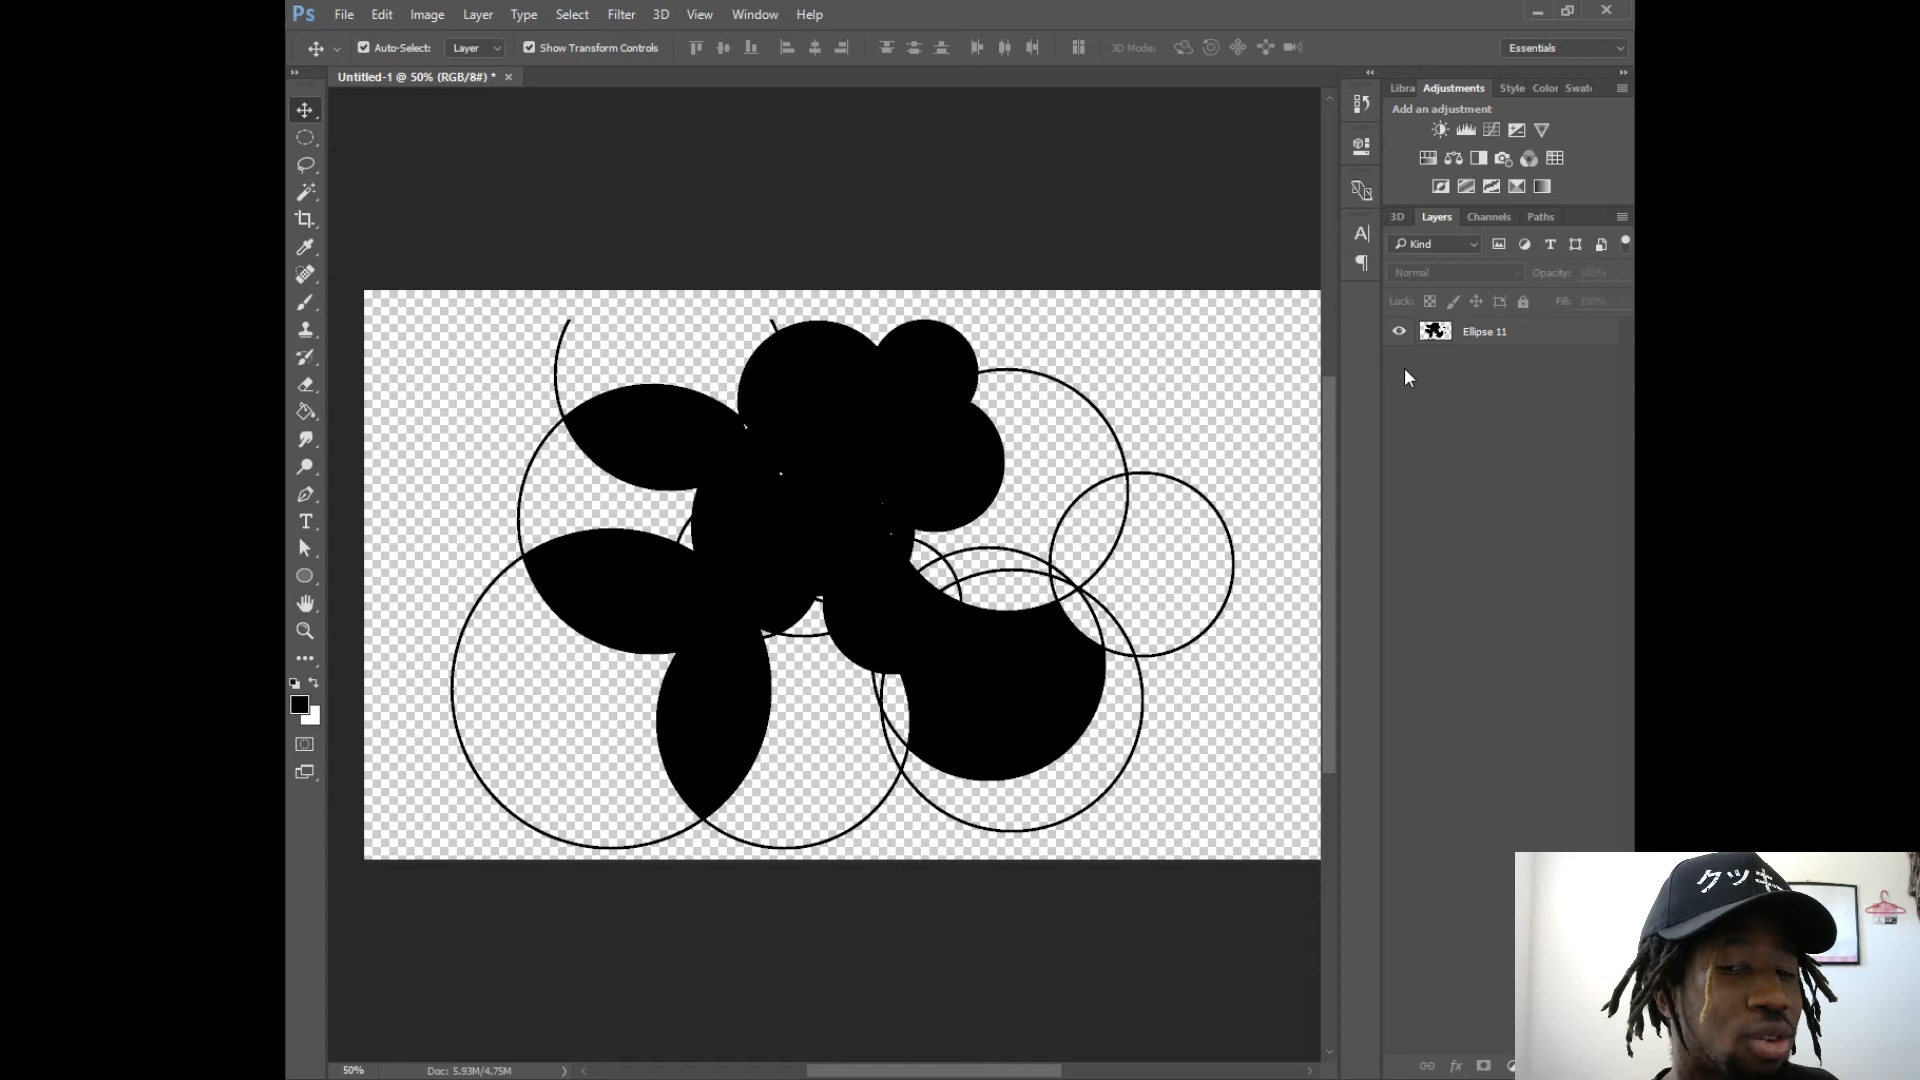 Ps File Edit Image Layer Type Select Filter 3D View Window Help
Auto-Select: Layer Show Transform Controls 3D Mode: Essentials
Untitled-1 @ 50% (RGB/8#) * ×
Libra Adjustments Style Color Swatc
Add an adjustment
3D Layers Channels Paths
Kind
Normal Opacity: 100%
Lock: Fill: 100%
Ellipse 11
クツキ
50% Doc: 5.93M/4.75M
fx